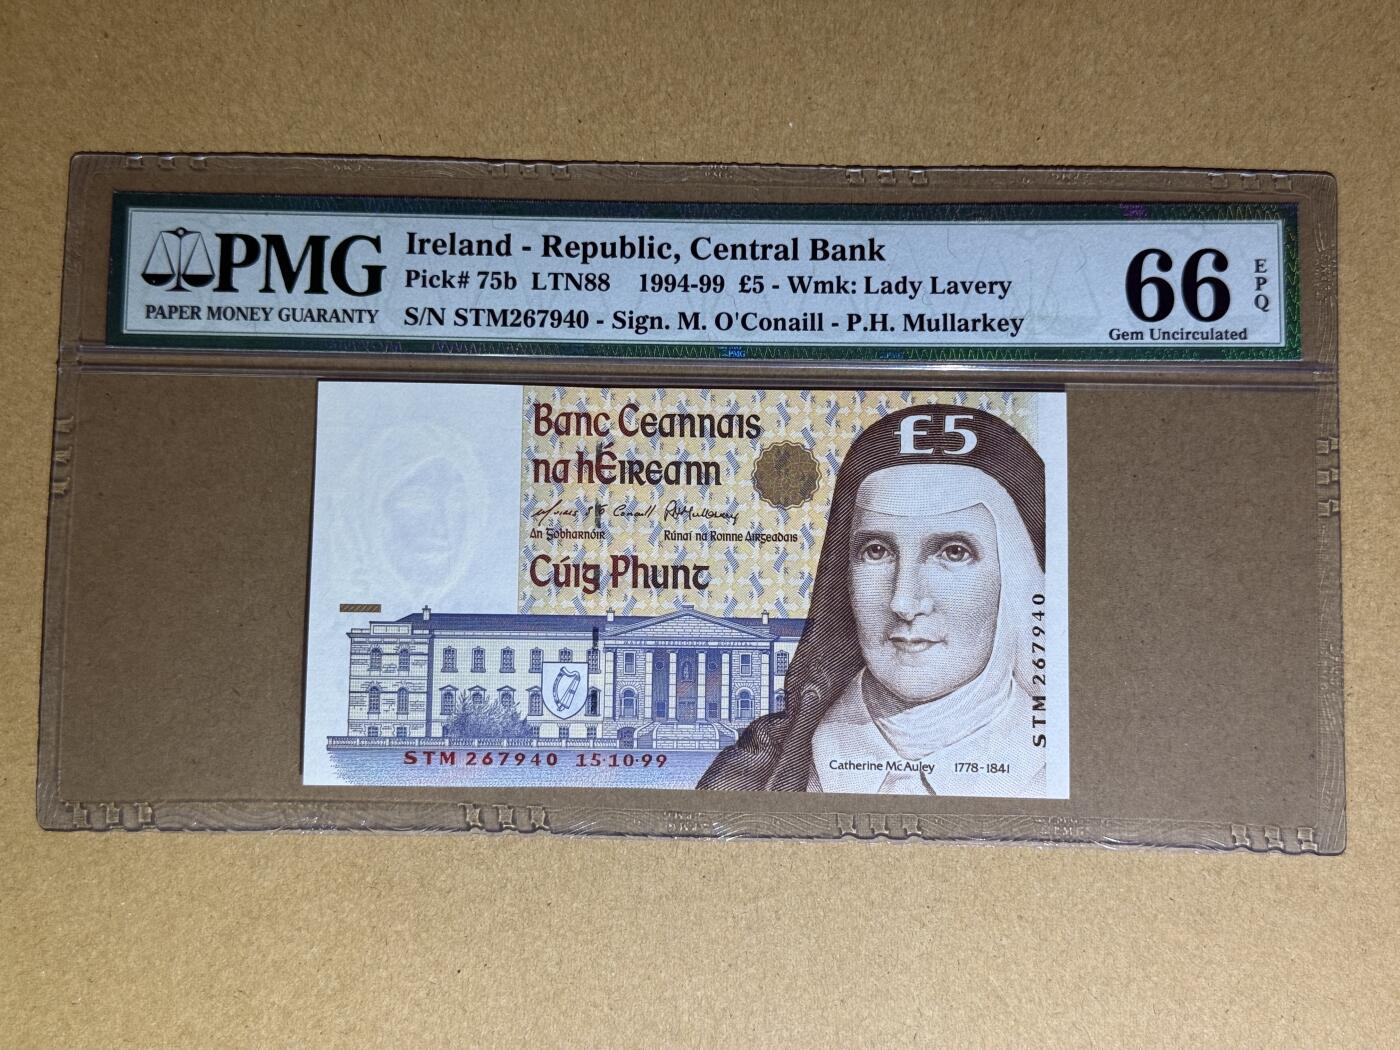 PMG
PAPER MONEY GUARANTY
Ireland - Republic, Central Bank
Pick# 75b LTN88 1994-99 £5 - Wmk: Lady Lavery
S/N STM267940 - Sign. M. O'Conaill - P.H. Mullarkey
66
EPQ
Gem Uncirculated
Banc Ceannais
na hÉireann
£5
An Gobharnóir
Rúnaí na Roinne Airgeadais
Cúig Phunt
STM 267940 15·10·99
Catherine McAuley 1778-1841
STM 267940